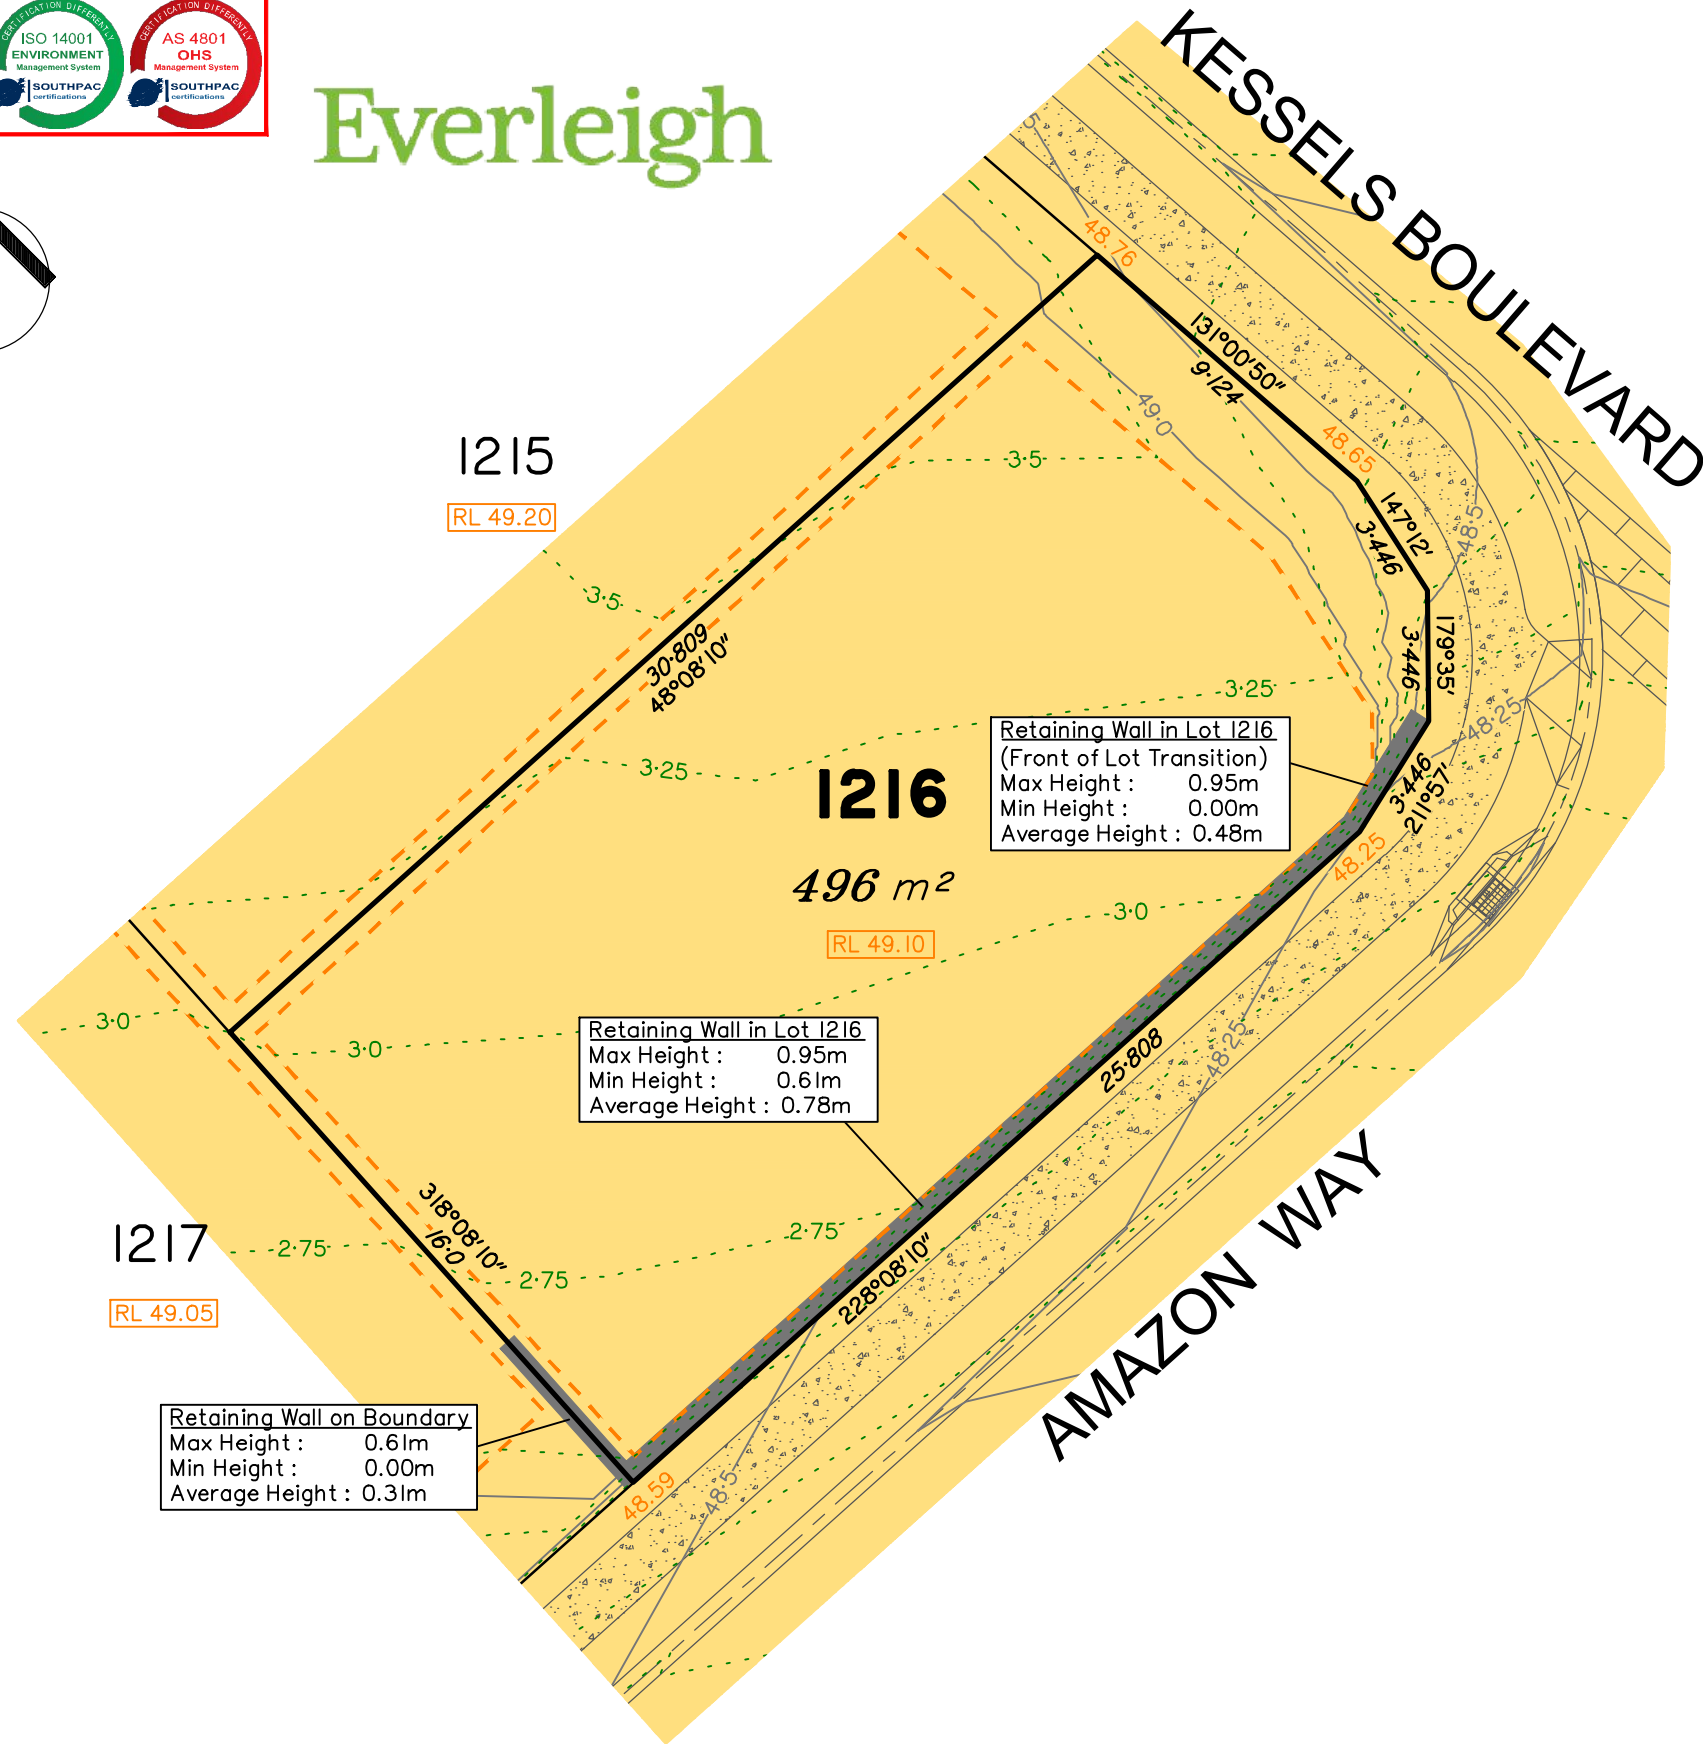 CERTIFICATION DIFFERENTLY
ISO 14001
ENVIRONMENT
Management System
SOUTHPAC
certifications
CERTIFICATION DIFFERENTLY
AS 4801
OHS
Management System
SOUTHPAC
certifications
Everleigh
KESSELS BOULEVARD
48.76
131°00'50"
9·124
49·0
48.65
147°12'
3·446
48·5
3·5
1215
RL 49.20
3·5
30·809
48°08'10"
179°35'
3·446
3·25
48·25
3·25
1216
496 m²
RL 49.10
Retaining Wall in Lot 1216
(Front of Lot Transition)
Max Height : 0.95m
Min Height : 0.00m
Average Height : 0.48m
3·446
211°57'
48.25
3·0
3·0
3·0
Retaining Wall in Lot 1216
Max Height : 0.95m
Min Height : 0.61m
Average Height : 0.78m
25·808
48·25
AMAZON WAY
318°08'10"
16·0
1217
2·75
2·75
2·75
RL 49.05
228°08'10"
Retaining Wall on Boundary
Max Height : 0.61m
Min Height : 0.00m
Average Height : 0.31m
48.59
48·5